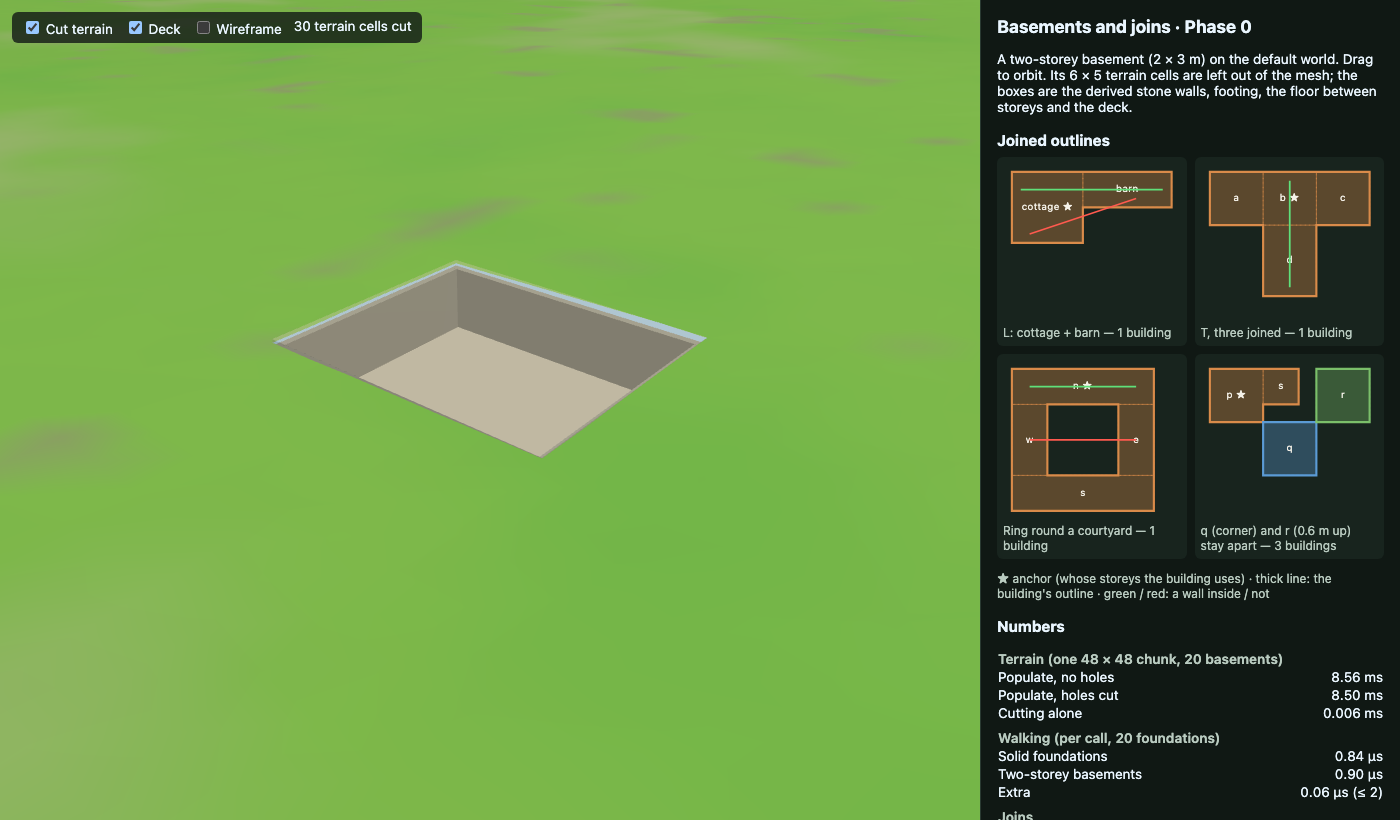 Cut terrain Deck Wireframe 30 terrain cells cut
Basements and joins · Phase 0
A two-storey basement (2 × 3 m) on the default world. Drag
to orbit. Its 6 × 5 terrain cells are left out of the mesh; the
boxes are the derived stone walls, footing, the floor between
storeys and the deck.
Joined outlines
barn
cottage ★
L: cottage + barn — 1 building
a b ★ c
d
T, three joined — 1 building
n ★
w e
s
Ring round a courtyard — 1
building
p ★ s r
q
q (corner) and r (0.6 m up)
stay apart — 3 buildings
★ anchor (whose storeys the building uses) · thick line: the
building's outline · green / red: a wall inside / not
Numbers
Terrain (one 48 × 48 chunk, 20 basements)
Populate, no holes 8.56 ms
Populate, holes cut 8.50 ms
Cutting alone 0.006 ms
Walking (per call, 20 foundations)
Solid foundations 0.84 µs
Two-storey basements 0.90 µs
Extra 0.06 µs (≤ 2)
Joins